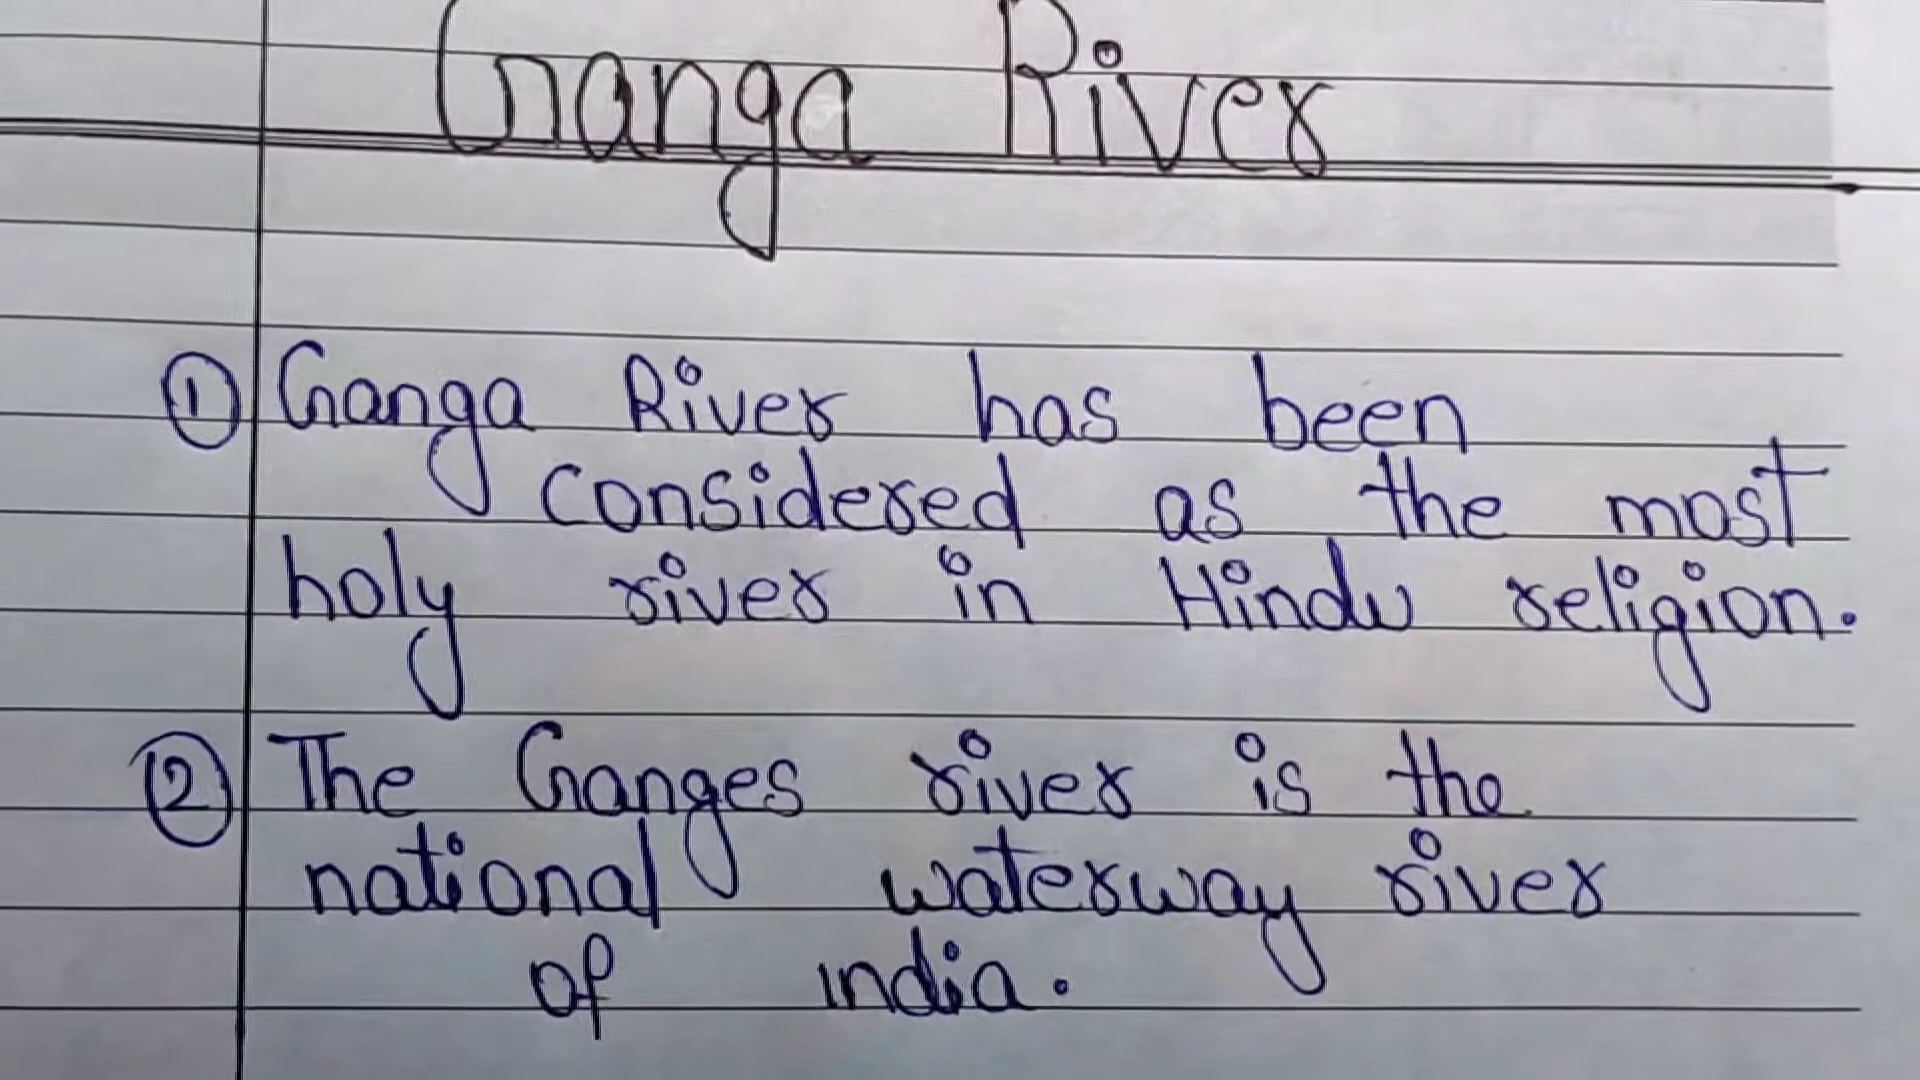 Ganga River
① Ganga River has been
considered as the most
holy river in Hindu religion.
② The Ganges river is the
national waterway river
of india.